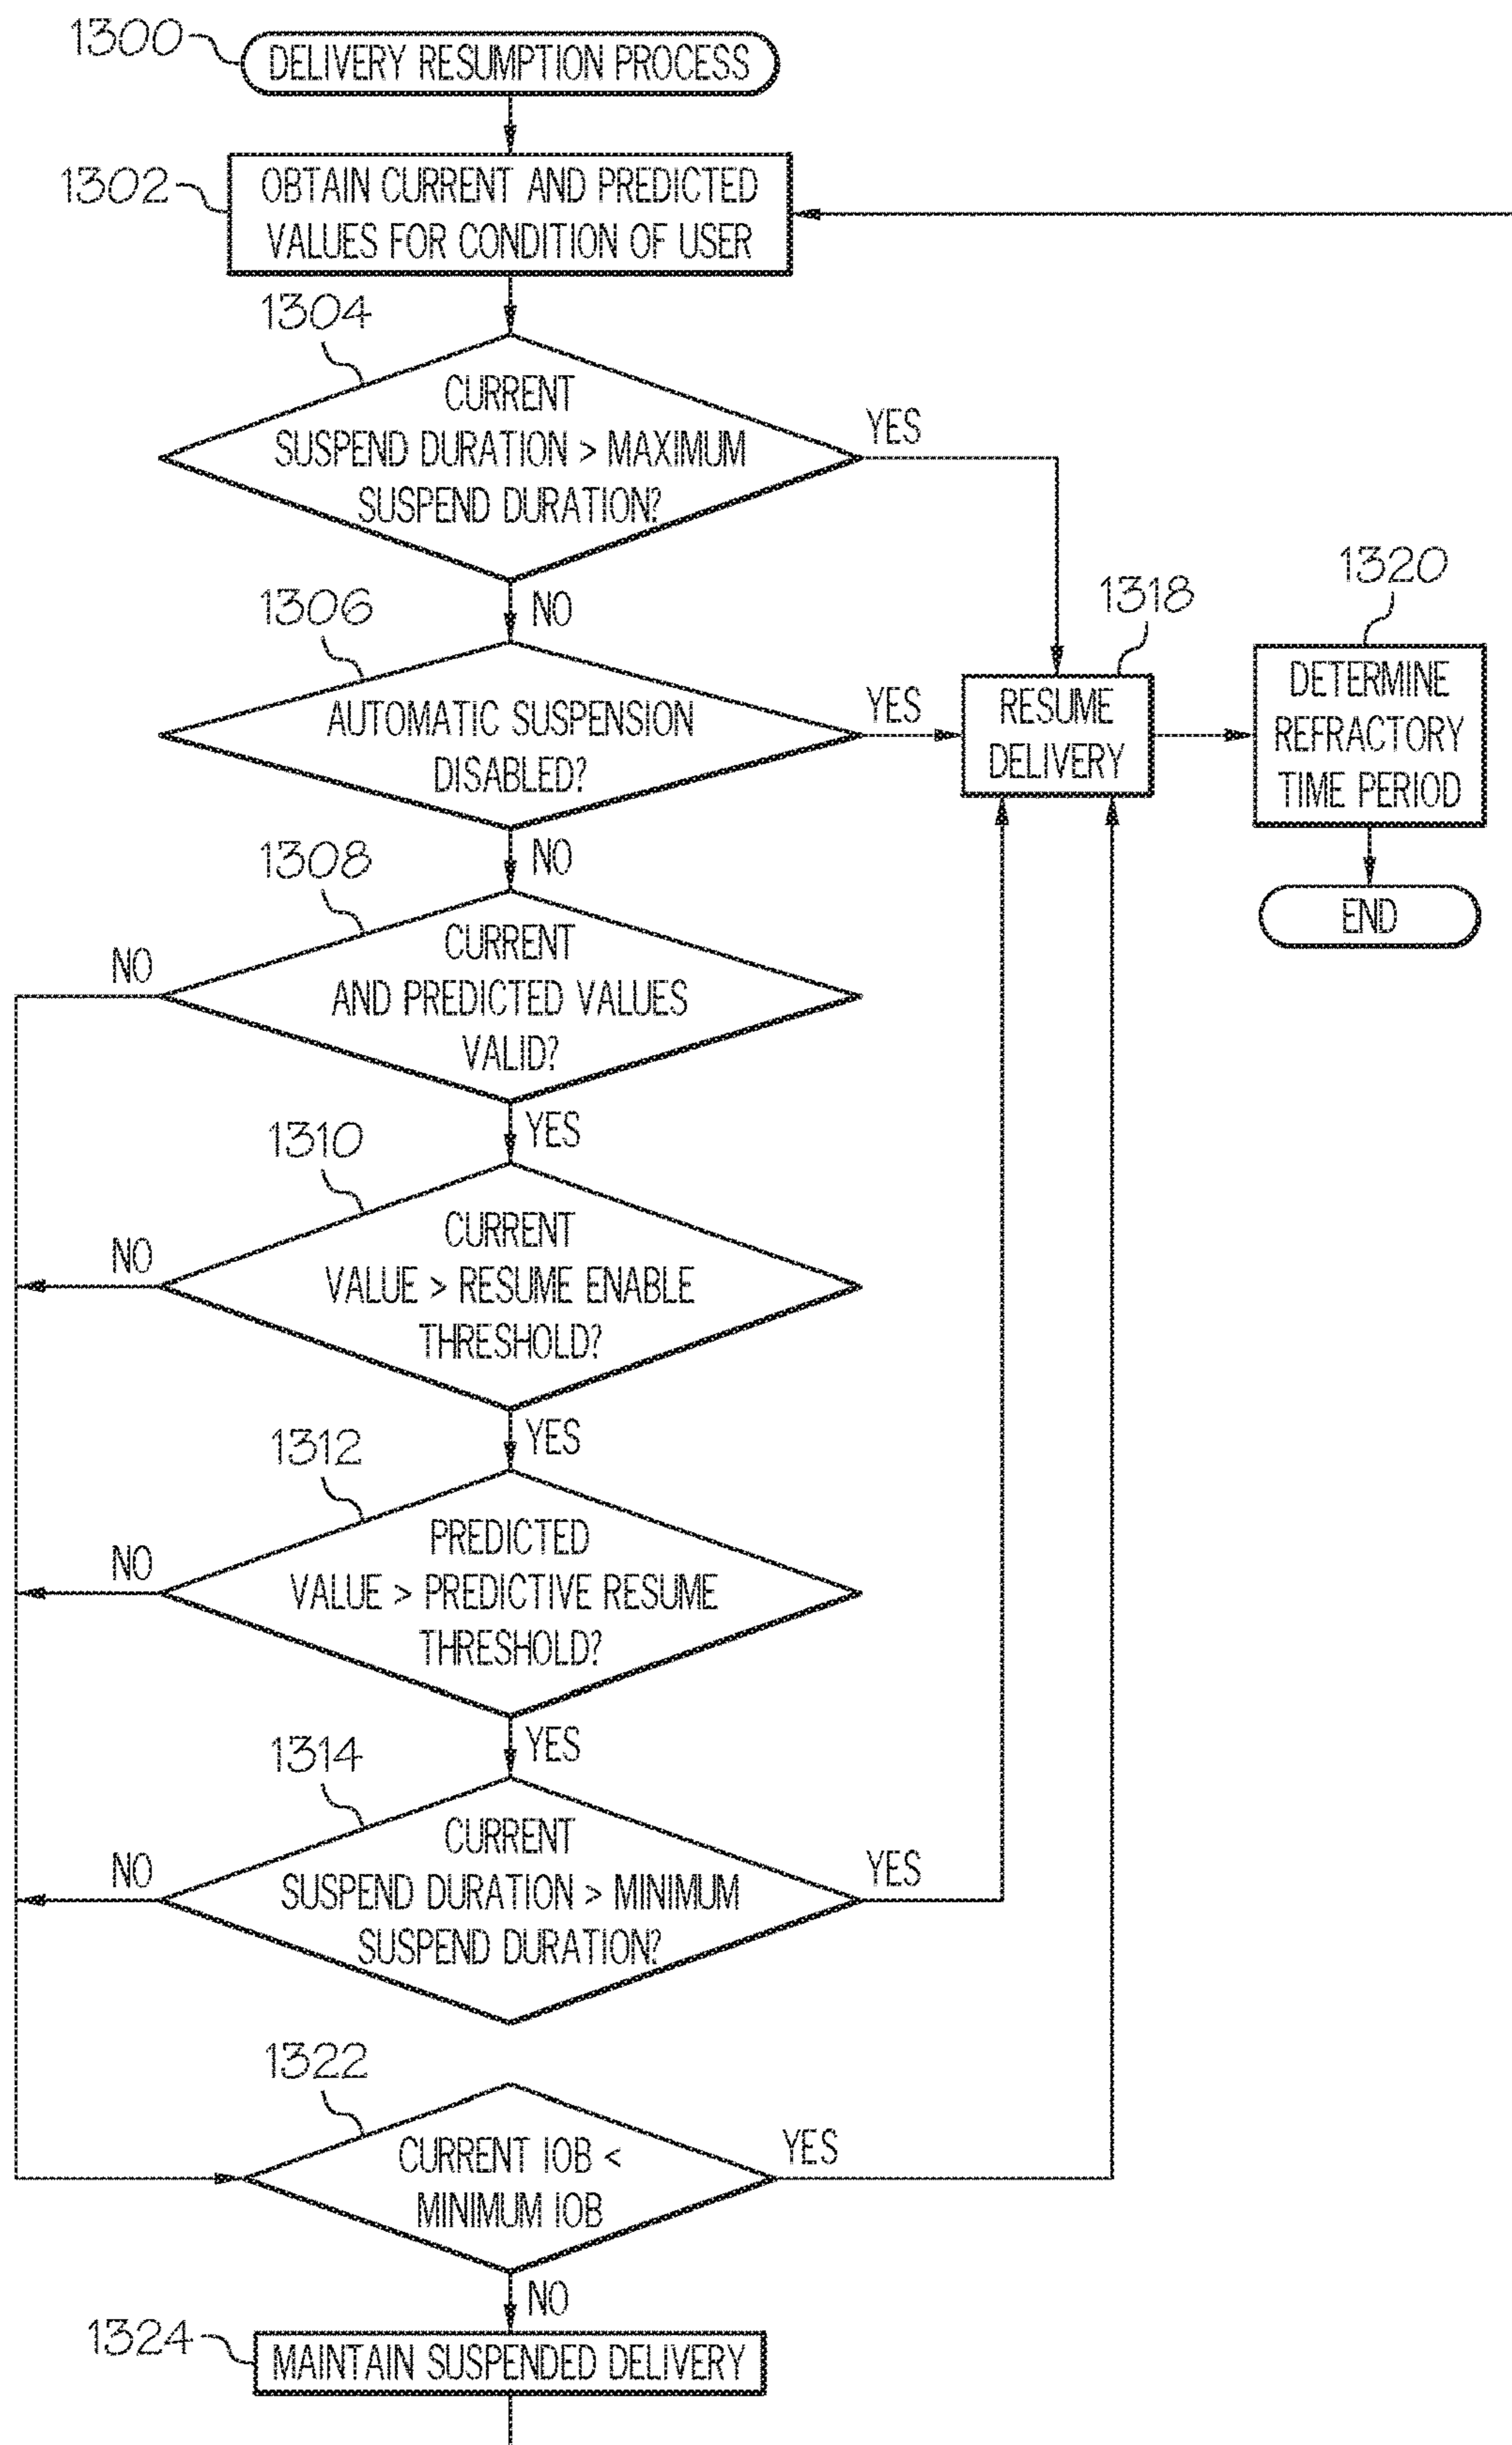 1300
DELIVERY RESUMPTION PROCESS
1302
OBTAIN CURRENT AND PREDICTED
VALUES FOR CONDITION OF USER
1304
CURRENT
SUSPEND DURATION > MAXIMUM
SUSPEND DURATION?
YES
NO
1306
AUTOMATIC SUSPENSION
DISABLED?
YES
1318
RESUME
DELIVERY
1320
DETERMINE
REFRACTORY
TIME PERIOD
END
NO
1308
CURRENT
AND PREDICTED VALUES
VALID?
NO
YES
1310
CURRENT
VALUE > RESUME ENABLE
THRESHOLD?
NO
YES
1312
PREDICTED
VALUE > PREDICTIVE RESUME
THRESHOLD?
NO
YES
1314
CURRENT
SUSPEND DURATION > MINIMUM
SUSPEND DURATION?
NO
YES
1322
CURRENT IOB <
MINIMUM IOB
YES
NO
1324
MAINTAIN SUSPENDED DELIVERY